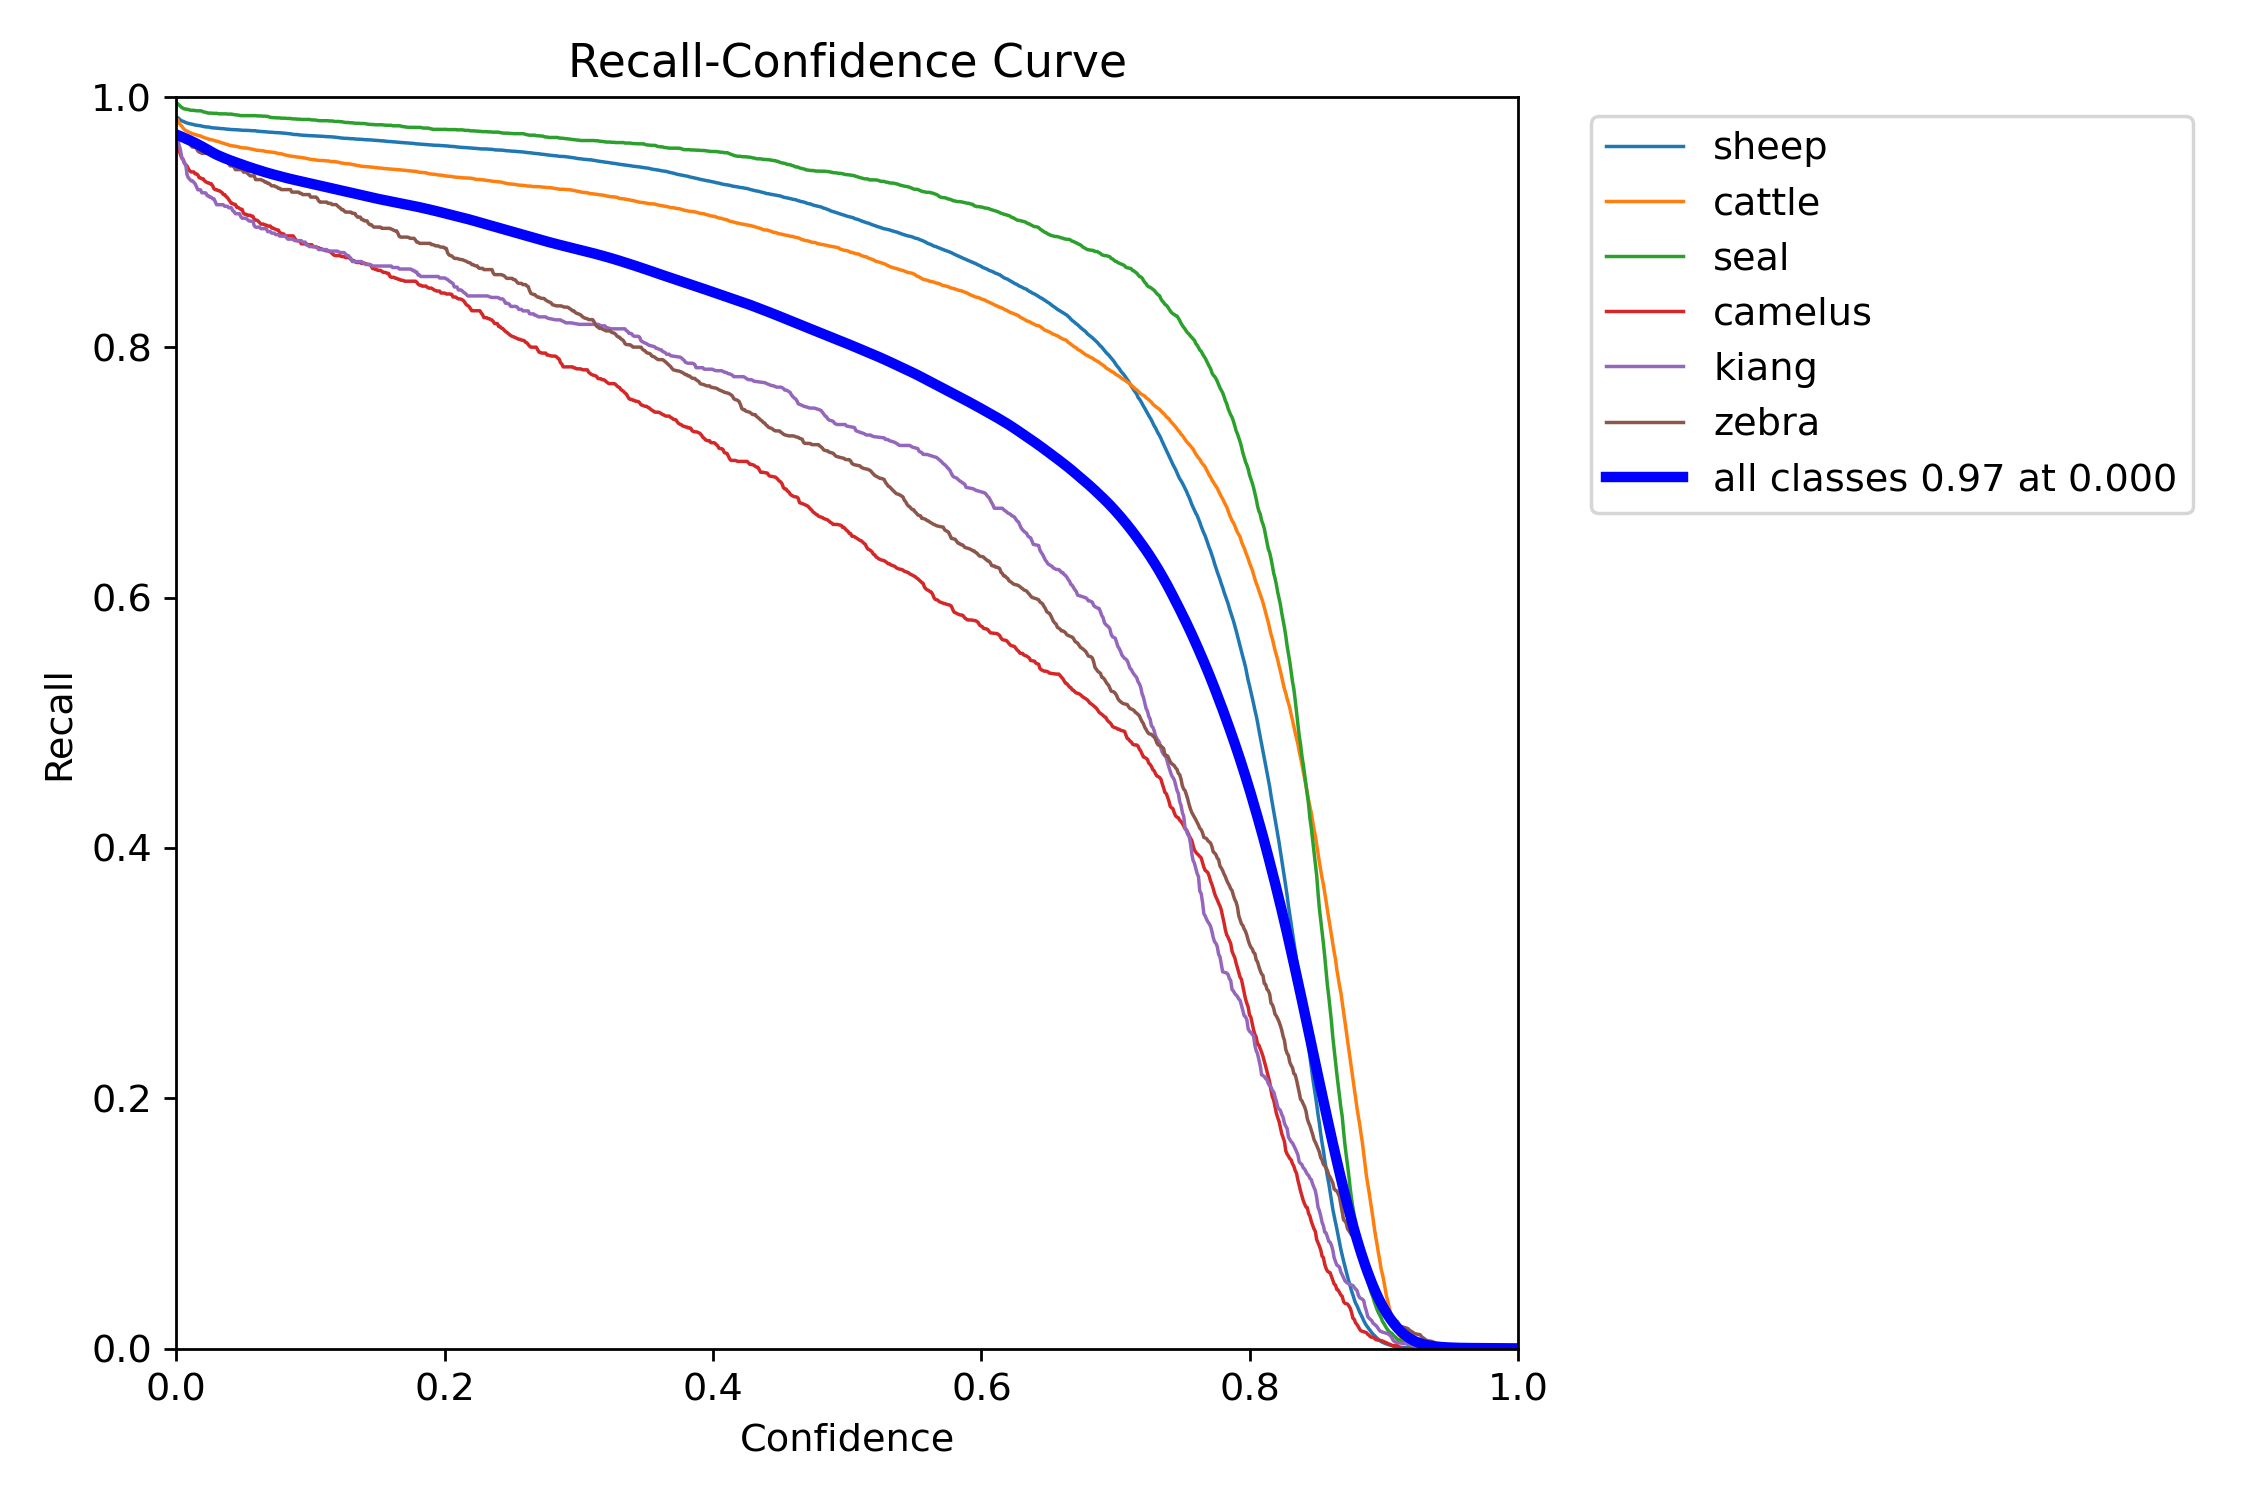 Recall-Confidence Curve
1.0
0.8
0.6
0.4
0.2
0.0
Recall
0.0 0.2 0.4 0.6 0.8 1.0
Confidence
sheep
cattle
seal
camelus
kiang
zebra
all classes 0.97 at 0.000